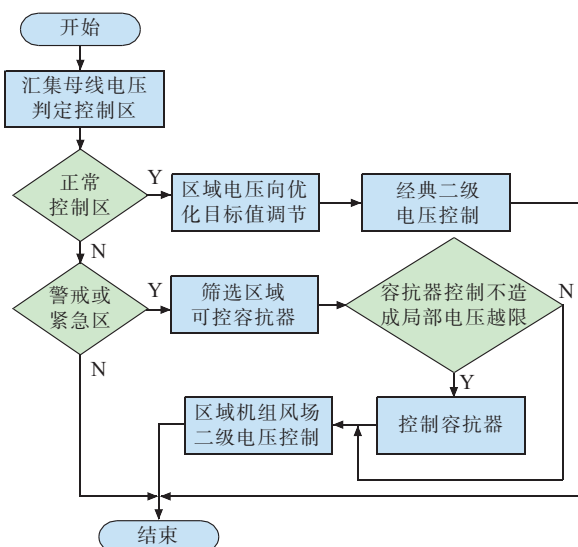 开始
汇集母线电压
判定控制区
正常
控制区
Y
区域电压向优
化目标值调节
经典二级
电压控制
N
警戒或
紧急区
Y
筛选区域
可控容抗器
容抗器控制不造
成局部电压越限
N
N
Y
区域机组风场
二级电压控制
控制容抗器
结束